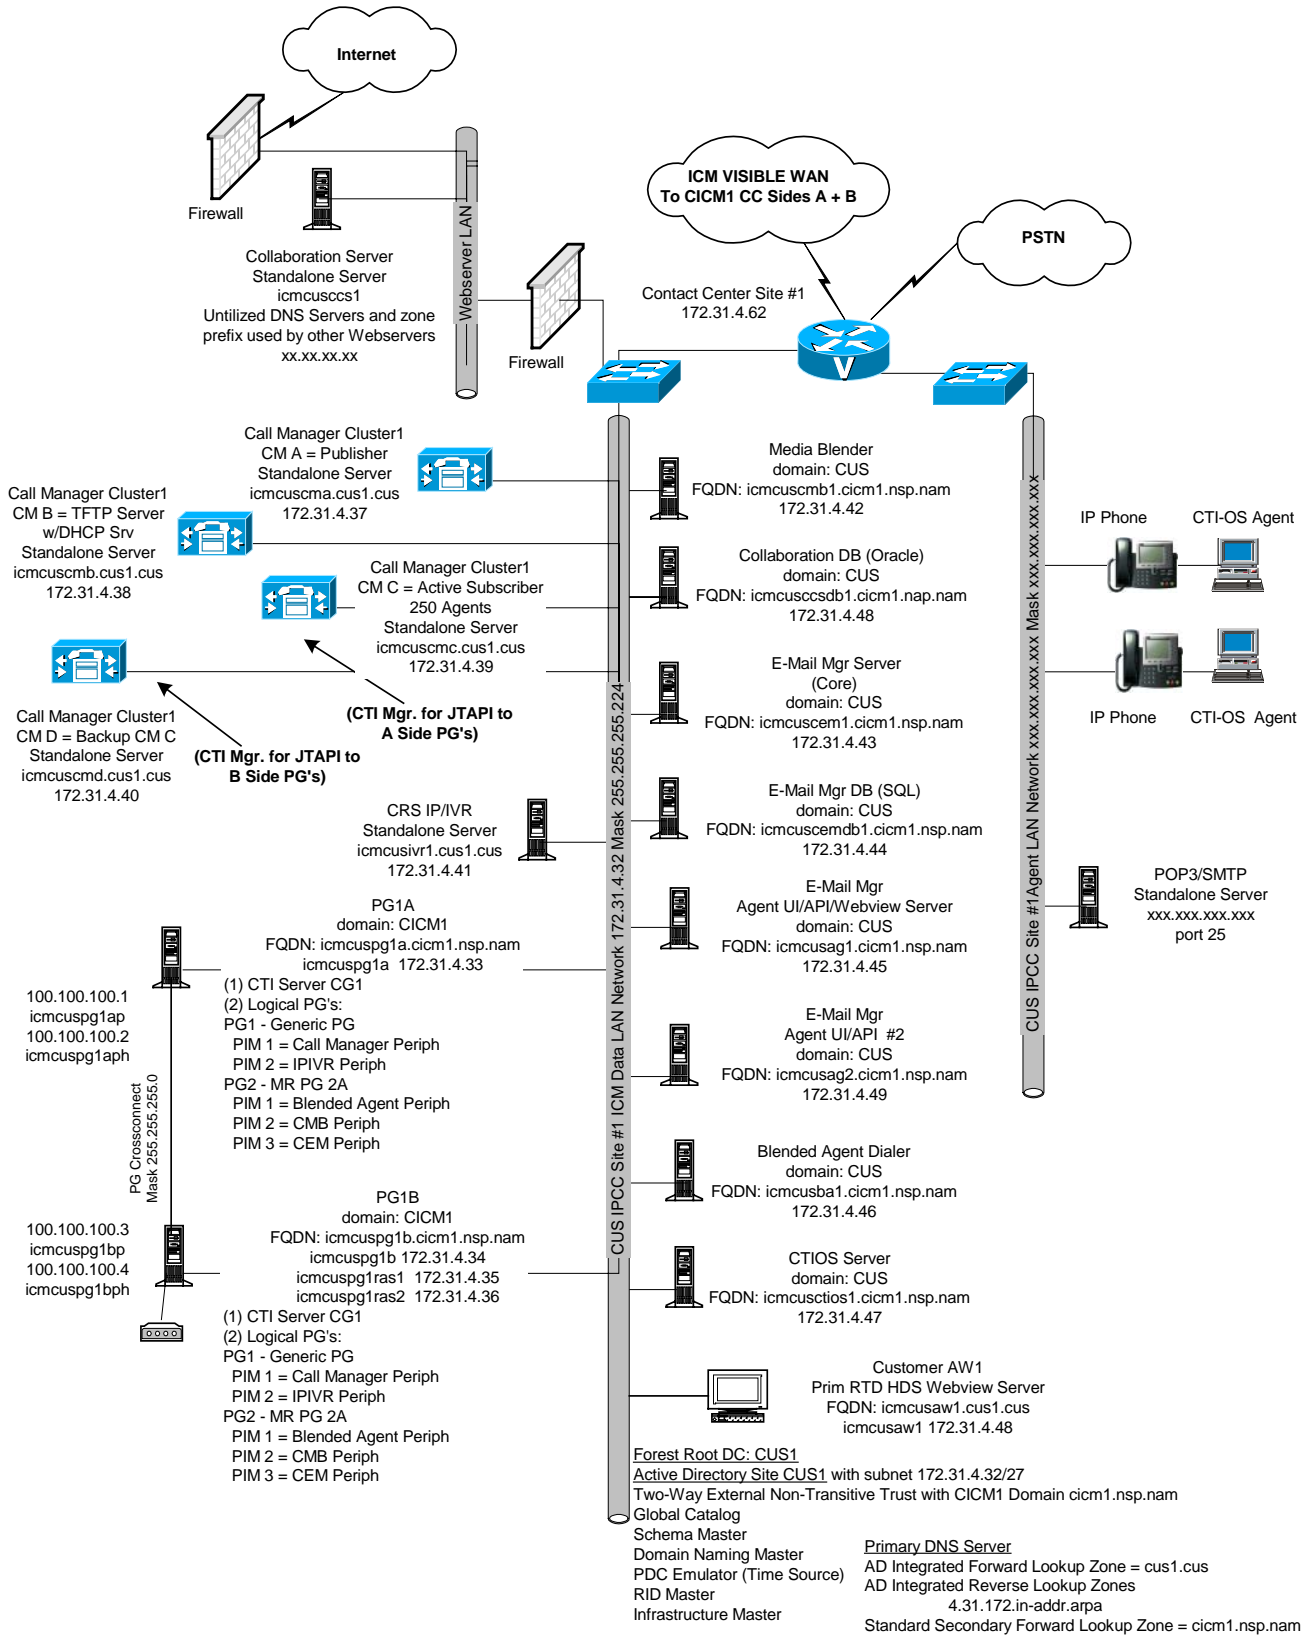 Internet
Firewall
Collaboration Server
Standalone Server
icmcusccs1
Untilized DNS Servers and zone
prefix used by other Webservers
xx.xx.xx.xx
Webserver LAN
Firewall
ICM VISIBLE WAN
To CICM1 CC Sides A + B
PSTN
Contact Center Site #1
172.31.4.62
V
Call Manager Cluster1
CM A = Publisher
Standalone Server
icmcuscma.cus1.cus
172.31.4.37
Call Manager Cluster1
CM B = TFTP Server
w/DHCP Srv
Standalone Server
icmcuscmb.cus1.cus
172.31.4.38
Call Manager Cluster1
CM C = Active Subscriber
250 Agents
Standalone Server
icmcuscmc.cus1.cus
172.31.4.39
Call Manager Cluster1
CM D = Backup CM C
Standalone Server
icmcuscmd.cus1.cus
172.31.4.40
(CTI Mgr. for JTAPI to
A Side PG's)
(CTI Mgr. for JTAPI to
B Side PG's)
CRS IP/IVR
Standalone Server
icmcusivr1.cus1.cus
172.31.4.41
PG1A
domain: CICM1
FQDN: icmcuspg1a.cicm1.nsp.nam
icmcuspg1a 172.31.4.33
(1) CTI Server CG1
(2) Logical PG's:
PG1 - Generic PG
PIM 1 = Call Manager Periph
PIM 2 = IPIVR Periph
PG2 - MR PG 2A
PIM 1 = Blended Agent Periph
PIM 2 = CMB Periph
PIM 3 = CEM Periph
100.100.100.1
icmcuspg1ap
100.100.100.2
icmcuspg1aph
PG Crossconnect
Mask 255.255.255.0
100.100.100.3
icmcuspg1bp
100.100.100.4
icmcuspg1bph
PG1B
domain: CICM1
FQDN: icmcuspg1b.cicm1.nsp.nam
icmcuspg1b 172.31.4.34
icmcuspg1ras1 172.31.4.35
icmcuspg1ras2 172.31.4.36
(1) CTI Server CG1
(2) Logical PG's:
PG1 - Generic PG
PIM 1 = Call Manager Periph
PIM 2 = IPIVR Periph
PG2 - MR PG 2A
PIM 1 = Blended Agent Periph
PIM 2 = CMB Periph
PIM 3 = CEM Periph
CUS IPCC Site #1 ICM Data LAN Network 172.31.4.32 Mask 255.255.255.224
Media Blender
domain: CUS
FQDN: icmcuscmb1.cicm1.nsp.nam
172.31.4.42
Collaboration DB (Oracle)
domain: CUS
FQDN: icmcusccsdb1.cicm1.nap.nam
172.31.4.48
E-Mail Mgr Server
(Core)
domain: CUS
FQDN: icmcuscem1.cicm1.nsp.nam
172.31.4.43
E-Mail Mgr DB (SQL)
domain: CUS
FQDN: icmcuscemdb1.cicm1.nsp.nam
172.31.4.44
E-Mail Mgr
Agent UI/API/Webview Server
domain: CUS
FQDN: icmcusag1.cicm1.nsp.nam
172.31.4.45
E-Mail Mgr
Agent UI/API #2
domain: CUS
FQDN: icmcusag2.cicm1.nsp.nam
172.31.4.49
Blended Agent Dialer
domain: CUS
FQDN: icmcusba1.cicm1.nsp.nam
172.31.4.46
CTIOS Server
domain: CUS
FQDN: icmcusctios1.cicm1.nsp.nam
172.31.4.47
Customer AW1
Prim RTD HDS Webview Server
FQDN: icmcusaw1.cus1.cus
icmcusaw1 172.31.4.48
CUS IPCC Site #1Agent LAN Network xxx.xxx.xxx.xxx Mask xxx.xxx.xxx.xxx
IP Phone
CTI-OS Agent
IP Phone
CTI-OS Agent
POP3/SMTP
Standalone Server
xxx.xxx.xxx.xxx
port 25
Forest Root DC: CUS1
Active Directory Site CUS1 with subnet 172.31.4.32/27
Two-Way External Non-Transitive Trust with CICM1 Domain cicm1.nsp.nam
Global Catalog
Schema Master
Domain Naming Master
PDC Emulator (Time Source)
RID Master
Infrastructure Master
Primary DNS Server
AD Integrated Forward Lookup Zone = cus1.cus
AD Integrated Reverse Lookup Zones
4.31.172.in-addr.arpa
Standard Secondary Forward Lookup Zone = cicm1.nsp.nam